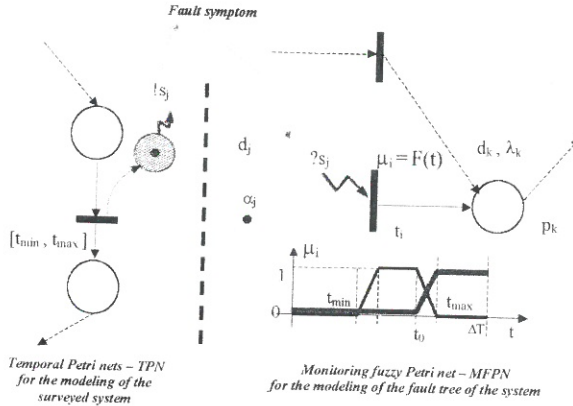 Fault symptom
!sⱼ
dⱼ
?sⱼ
μᵢ = F(t)
dₖ , λₖ
αⱼ
tᵢ
pₖ
[tmin , tmax ]
μᵢ
1
tmin
tmax
0
t₀
ΔT
t
Temporal Petri nets – TPN
for the modeling of the
surveyed system
Monitoring fuzzy Petri net – MFPN
for the modeling of the fault tree of the system